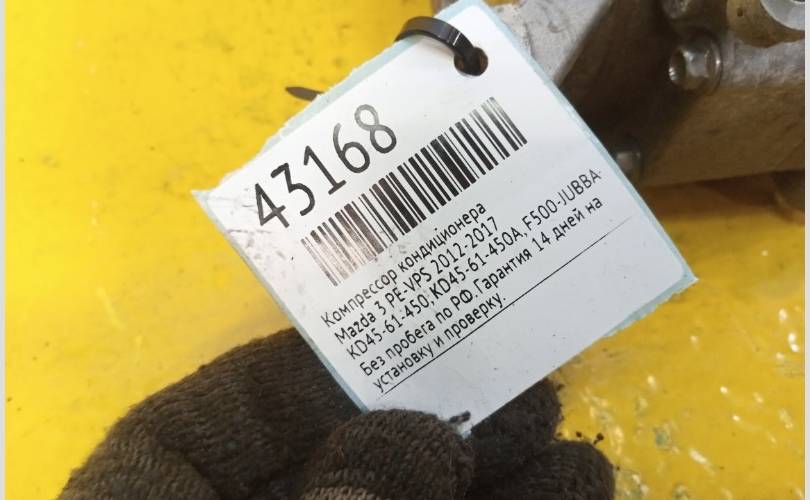 43168
Компрессор кондиционера
Mazda 3 PE-VPS 2012-2017
KD45-61-450, KD45-61-450A, F500-JUBBA-
Без пробега по РФ. Гарантия 14 дней на
установку и проверку.